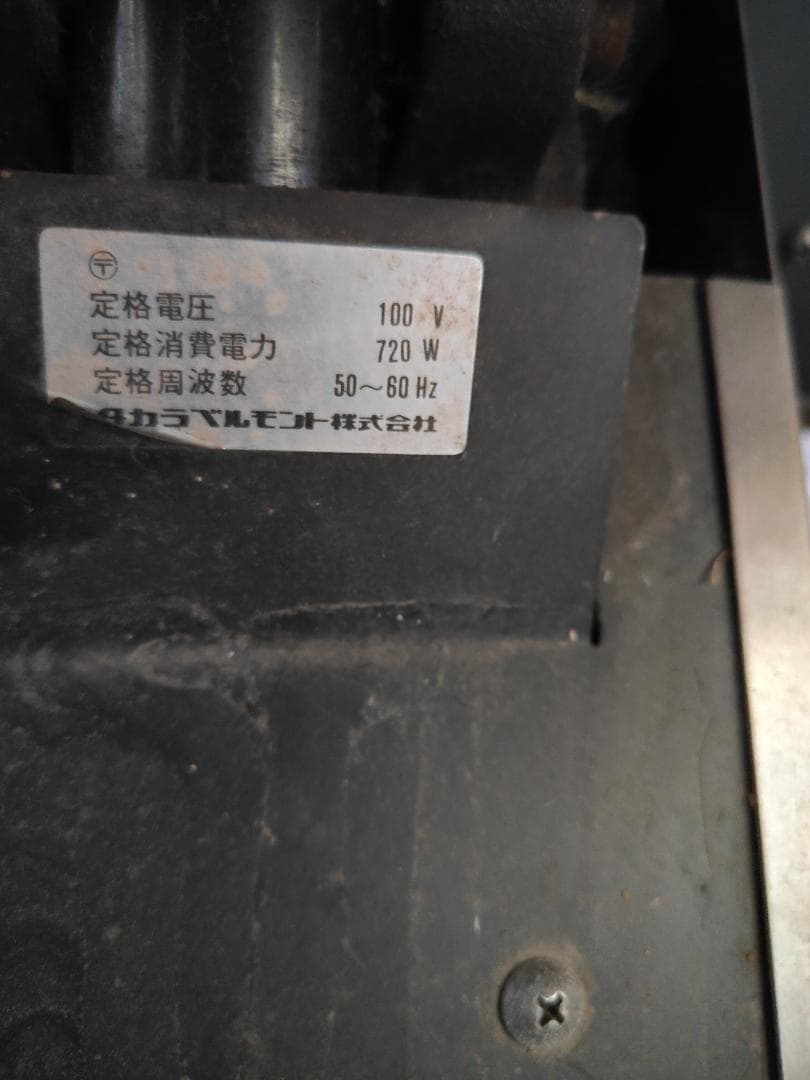 〶
定格電圧 100 V
定格消費電力 720 W
定格周波数 50～60 Hz
タカラベルモント株式会社